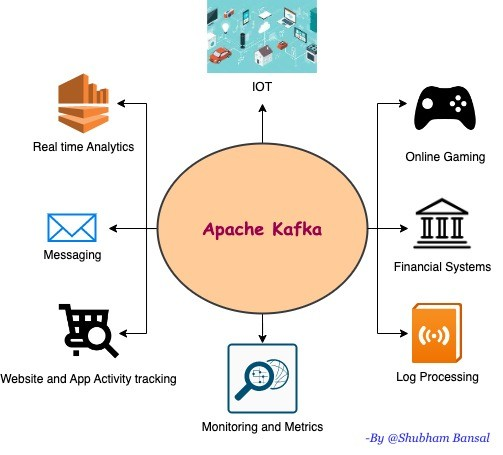 IOT
Real time Analytics
Online Gaming
Apache Kafka
Messaging
Financial Systems
Website and App Activity tracking
Log Processing
Monitoring and Metrics
-By @Shubham Bansal